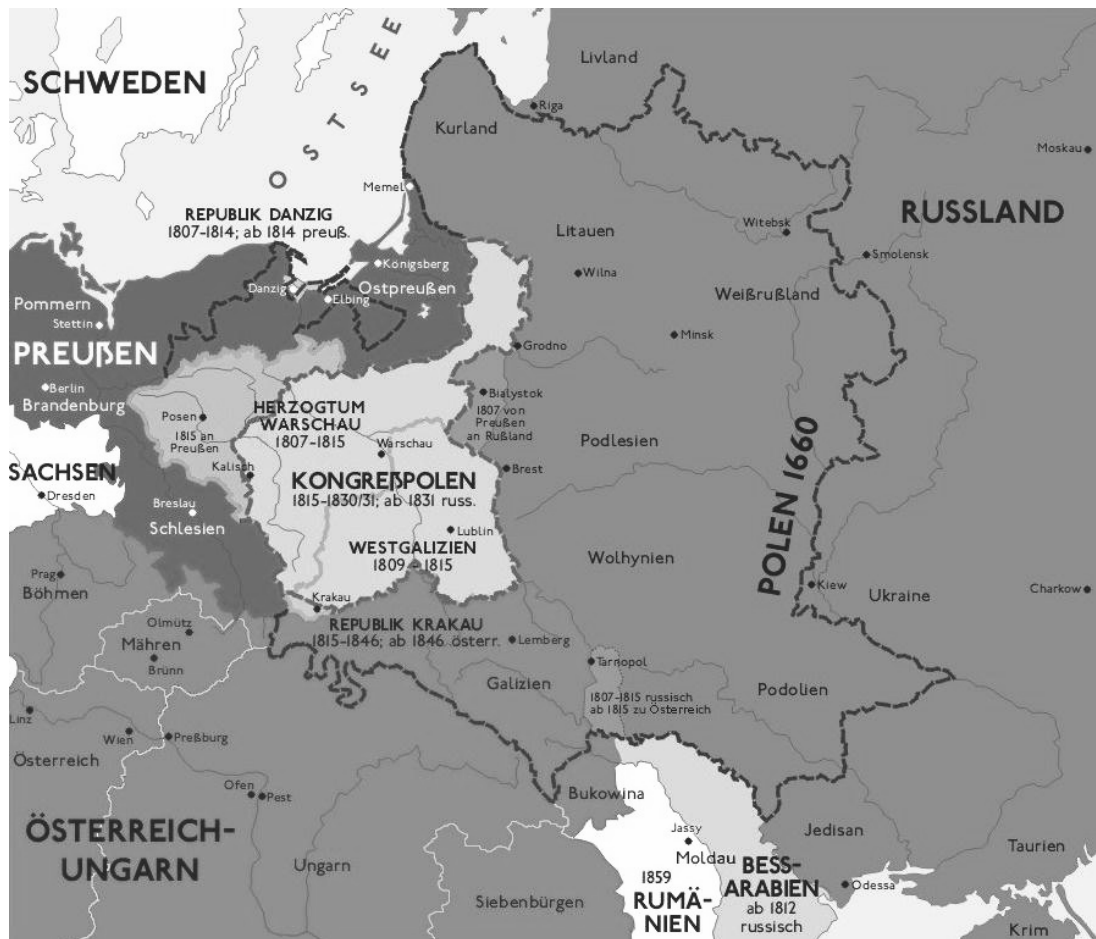 SCHWEDEN
OSTSEE
Livland
Riga
Kurland
Moskau
Memel
REPUBLIK DANZIG
1807-1814; ab 1814 preuß.
RUSSLAND
Witebsk
Litauen
Smolensk
Königsberg
Wilna
Danzig
Ostpreußen
Elbing
Weißrußland
Pommern
Stettin
Minsk
PREUßEN
Grodno
Berlin
Brandenburg
Bialystok
1807 von
Preußen
an Rußland
Posen
1815 an
Preußen
HERZOGTUM
WARSCHAU
1807-1815
Warschau
Podlesien
POLEN 1660
Kalisch
Brest
SACHSEN
Dresden
KONGREßPOLEN
1815-1830/31; ab 1831 russ.
Breslau
Schlesien
Lublin
WESTGALIZIEN
1809 - 1815
Wolhynien
Prag
Böhmen
Kiew
Ukraine
Charkow
Krakau
REPUBLIK KRAKAU
1815-1846; ab 1846 österr.
Olmütz
Mähren
Brünn
Lemberg
Tarnopol
Galizien
1807-1815 russisch
ab 1815 zu Österreich
Podolien
Linz
Wien
Preßburg
Österreich
Ofen
Pest
Bukowina
ÖSTERREICH-
UNGARN
Ungarn
Jassy
Moldau
Jedisan
Taurien
1859
RUMÄ-
NIEN
BESS-
ARABIEN
ab 1812
russisch
Odessa
Siebenbürgen
Krim